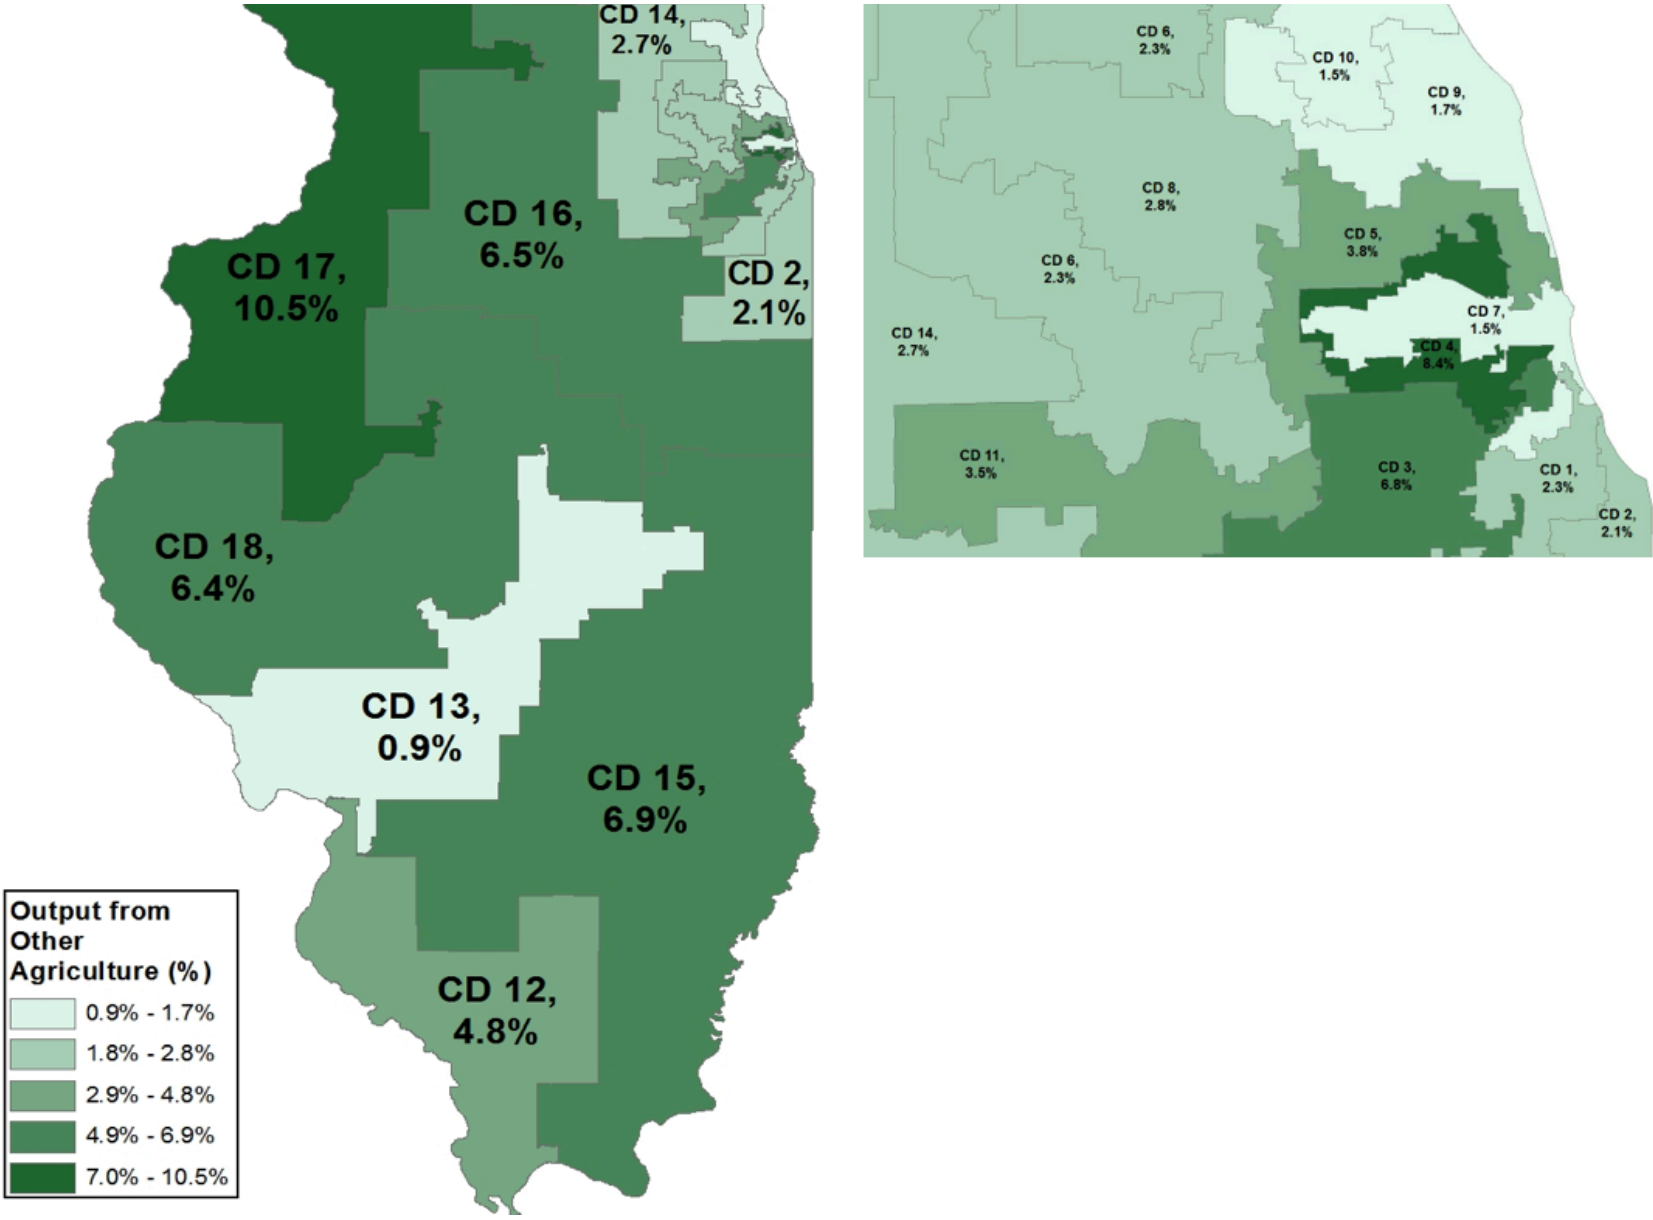 CD 14,
2.7%
CD 16,
6.5%
CD 17,
10.5%
CD 2,
2.1%
CD 18,
6.4%
CD 13,
0.9%
CD 15,
6.9%
CD 12,
4.8%
Output from
Other
Agriculture (%)
0.9% - 1.7%
1.8% - 2.8%
2.9% - 4.8%
4.9% - 6.9%
7.0% - 10.5%
CD 6,
2.3%
CD 10,
1.5%
CD 9,
1.7%
CD 8,
2.8%
CD 5,
3.8%
CD 6,
2.3%
CD 7,
1.5%
CD 14,
2.7%
CD 4,
8.4%
CD 11,
3.5%
CD 3,
6.8%
CD 1,
2.3%
CD 2,
2.1%